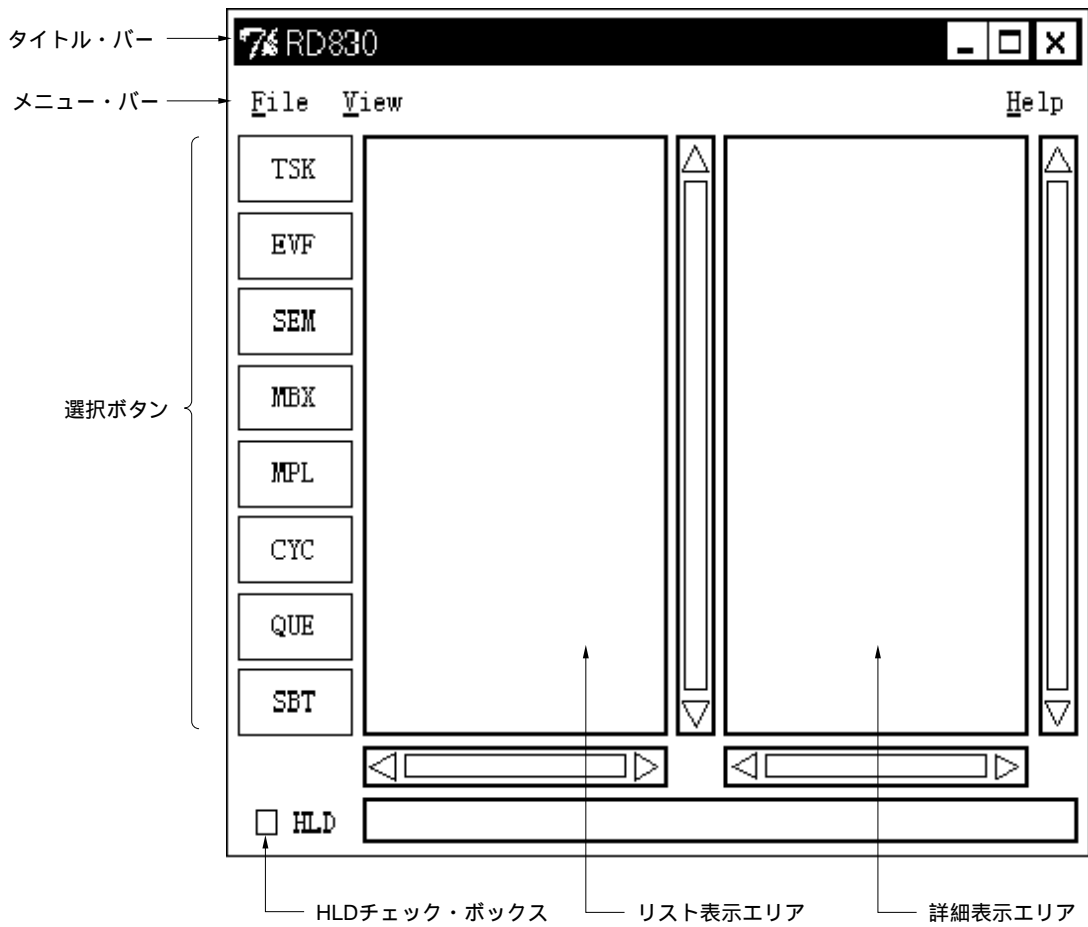 タイトル・バー
RD830
メニュー・バー
File View Help
TSK
EVF
SEM
MBX
選択ボタン
MPL
CYC
QUE
SBT
HLD
HLDチェック・ボックス
リスト表示エリア
詳細表示エリア